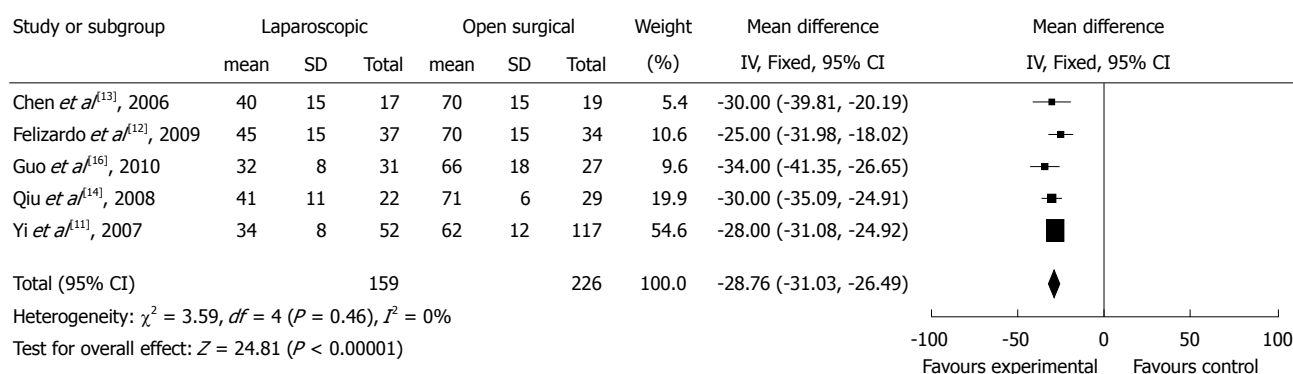 Study or subgroup Laparoscopic Open surgical Weight Mean difference Mean difference
mean SD Total mean SD Total (%) IV, Fixed, 95% CI IV, Fixed, 95% CI
Chen et al[13], 2006 40 15 17 70 15 19 5.4 -30.00 (-39.81, -20.19)
Felizardo et al[12], 2009 45 15 37 70 15 34 10.6 -25.00 (-31.98, -18.02)
Guo et al[16], 2010 32 8 31 66 18 27 9.6 -34.00 (-41.35, -26.65)
Qiu et al[14], 2008 41 11 22 71 6 29 19.9 -30.00 (-35.09, -24.91)
Yi et al[11], 2007 34 8 52 62 12 117 54.6 -28.00 (-31.08, -24.92)
Total (95% CI) 159 226 100.0 -28.76 (-31.03, -26.49)
Heterogeneity: χ² = 3.59, df = 4 (P = 0.46), I² = 0%
Test for overall effect: Z = 24.81 (P < 0.00001)
-100 -50 0 50 100
Favours experimental Favours control